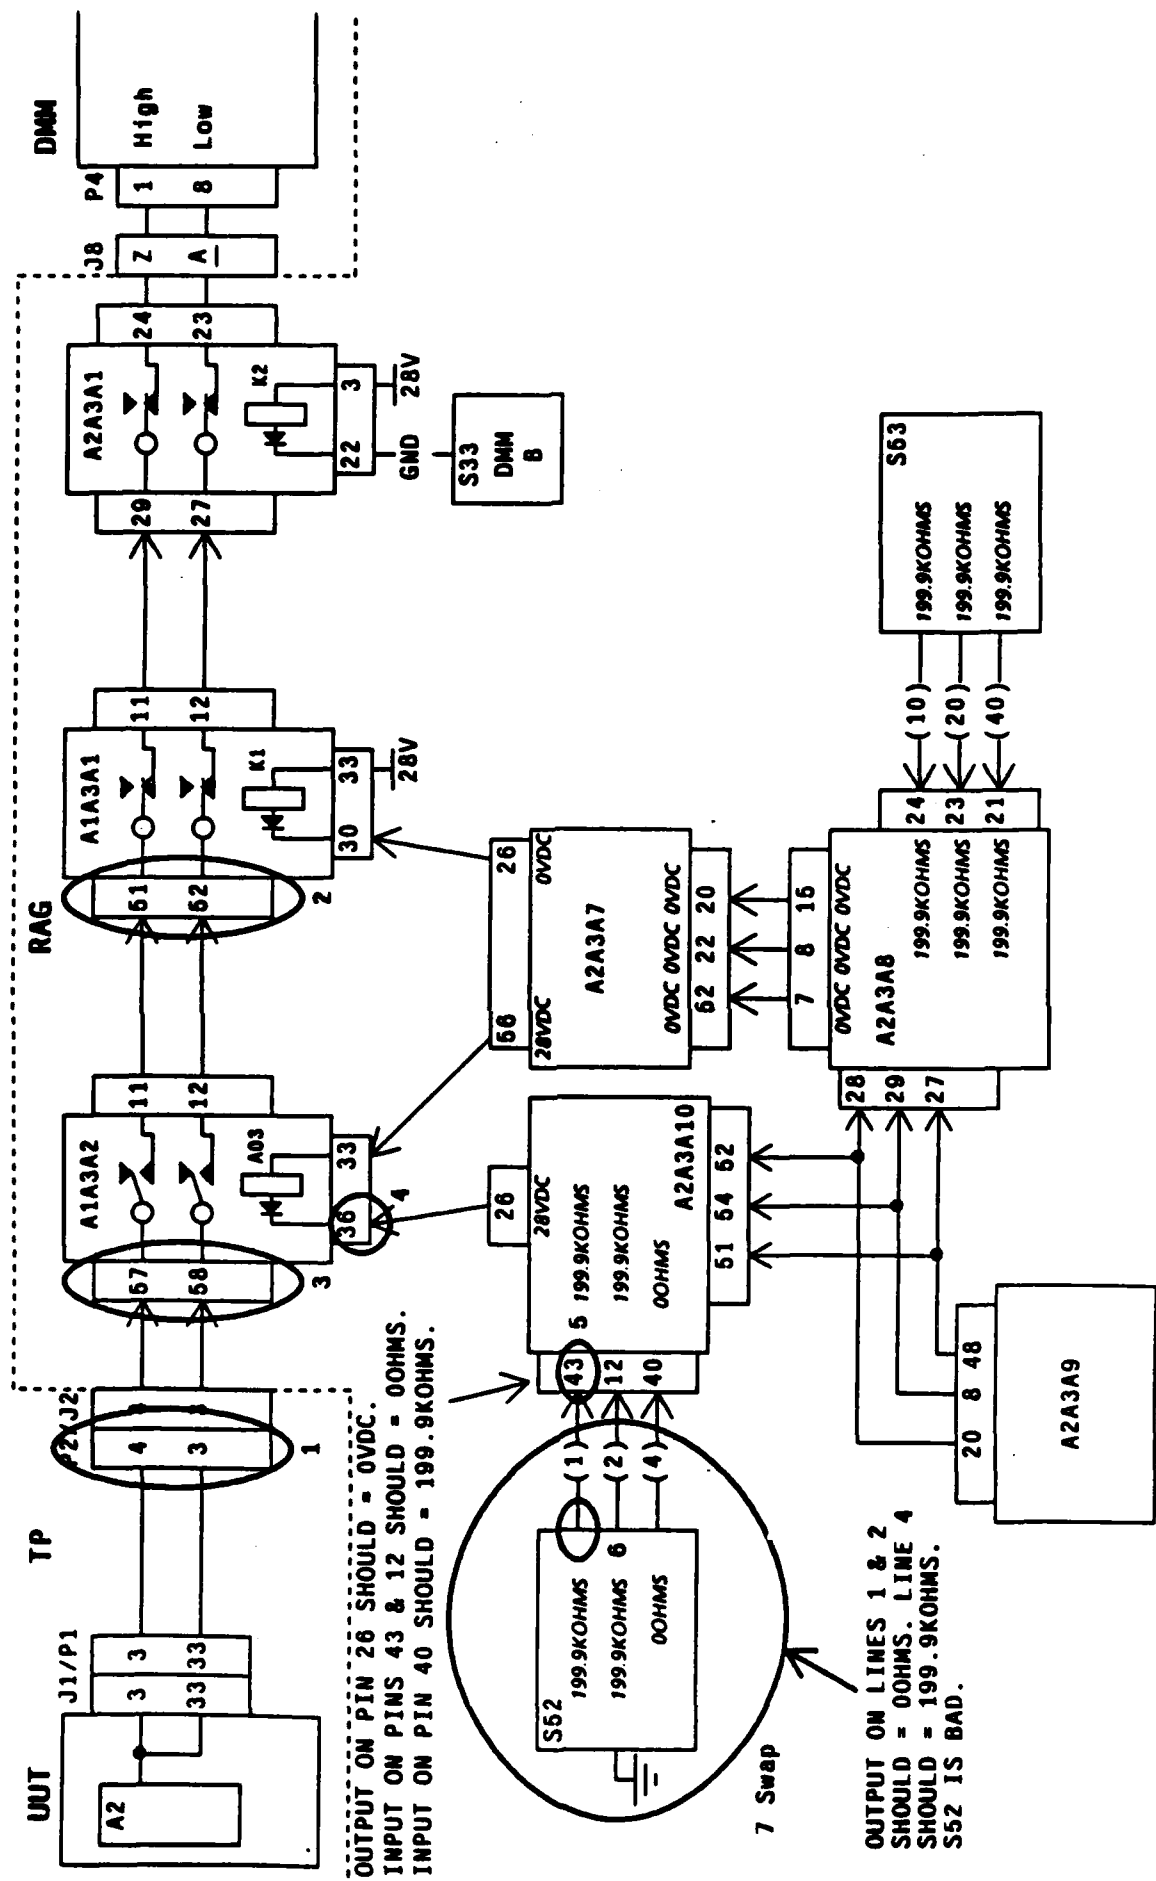 UUT
TP
RAG
DMM
A2
J1/P1
3 3
33 33
P2 J2
4
3
1
57
58
3
A1A3A2
11
12
A03
36 33
4
51
52
2
A1A3A1
11
12
K1
30 33
28V
29
27
A2A3A1
24
23
K2
22 3
GND 28V
S33
DMM
B
J8
Z
A
P4
1
8
High
Low
OUTPUT ON PIN 26 SHOULD = 0VDC.
INPUT ON PINS 43 & 12 SHOULD = 0OHMS.
INPUT ON PIN 40 SHOULD = 199.9KOHMS.
S52
199.9KOHMS
199.9KOHMS 6
0OHMS
(1)
(2)
(4)
7 Swap
43 5
12
40
26
28VDC
199.9KOHMS
199.9KOHMS
0OHMS
A2A3A10
51 54 52
56 26
28VDC 0VDC
A2A3A7
0VDC 0VDC 0VDC
52 22 20
7 8 15
0VDC 0VDC 0VDC
A2A3A8
199.9KOHMS
199.9KOHMS
199.9KOHMS
28
29
27
24
23
21
(10)
(20)
(40)
S53
199.9KOHMS
199.9KOHMS
199.9KOHMS
20 8 48
A2A3A9
OUTPUT ON LINES 1 & 2
SHOULD = 0OHMS. LINE 4
SHOULD = 199.9KOHMS.
S52 IS BAD.